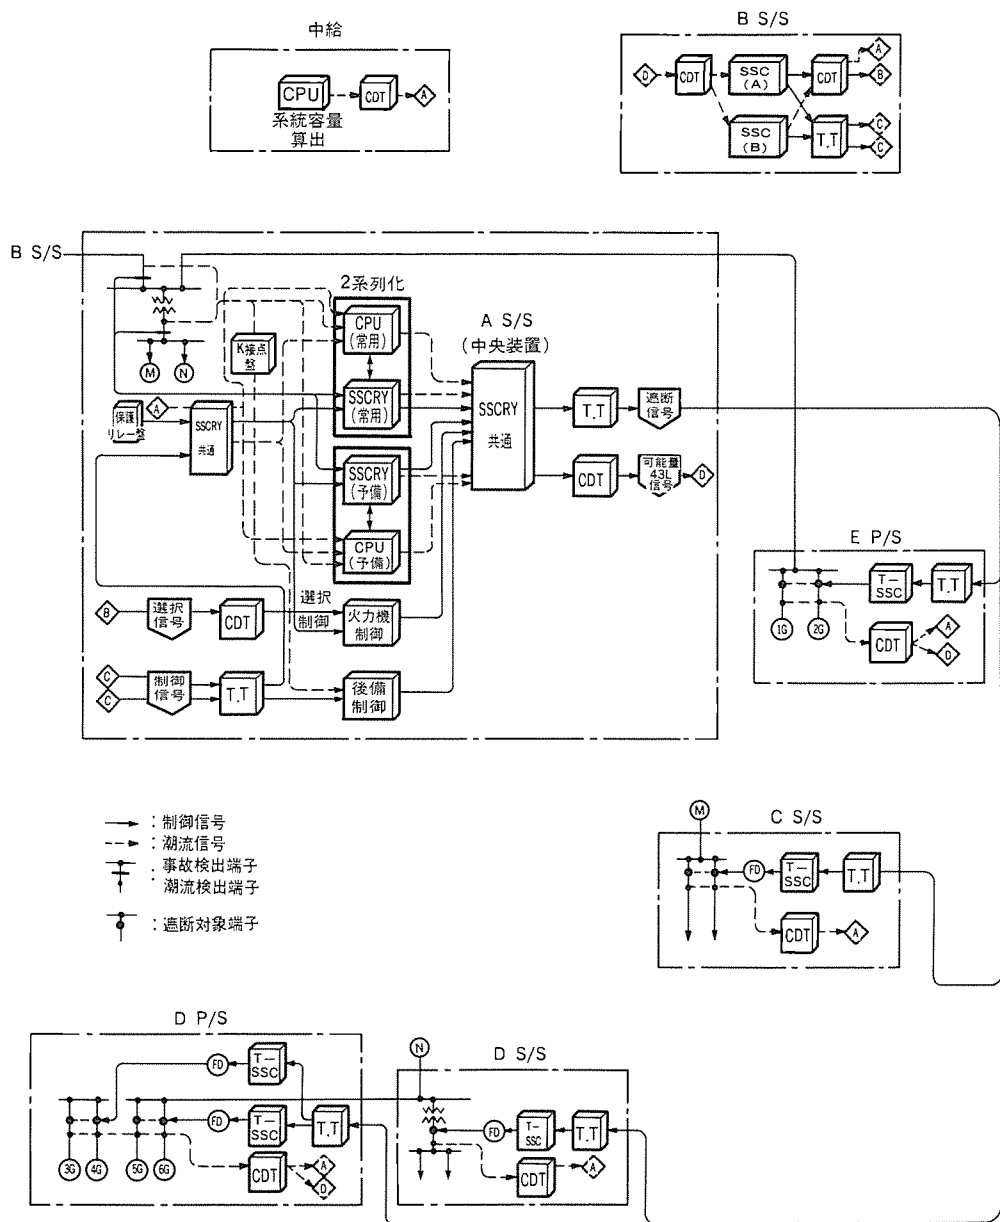 中給
CPU
CDT
A
系統容量
算出
B S/S
D
CDT
SSC
(A)
SSC
(B)
CDT
T.T
A
B
C
C
B S/S
2系列化
CPU
(常用)
SSCRY
(常用)
SSCRY
(予備)
CPU
(予備)
K接点
盤
M
N
A
保護
リレー盤
SSCRY
共通
A S/S
(中央装置)
SSCRY
共通
T.T
遮断
信号
CDT
可能量
43L
信号
D
B
選択
信号
CDT
選択
制御
火力機
制御
C
C
制御
信号
T.T
後備
制御
E P/S
1G
2G
T-
SSC
T.T
CDT
A
D
:制御信号
:潮流信号
:事故検出端子
潮流検出端子
:遮断対象端子
C S/S
M
FD
T-
SSC
T.T
CDT
A
D P/S
FD
T-
SSC
FD
T-
SSC
T.T
3G
4G
5G
6G
CDT
A
D
D S/S
N
FD
T-
SSC
T.T
CDT
A